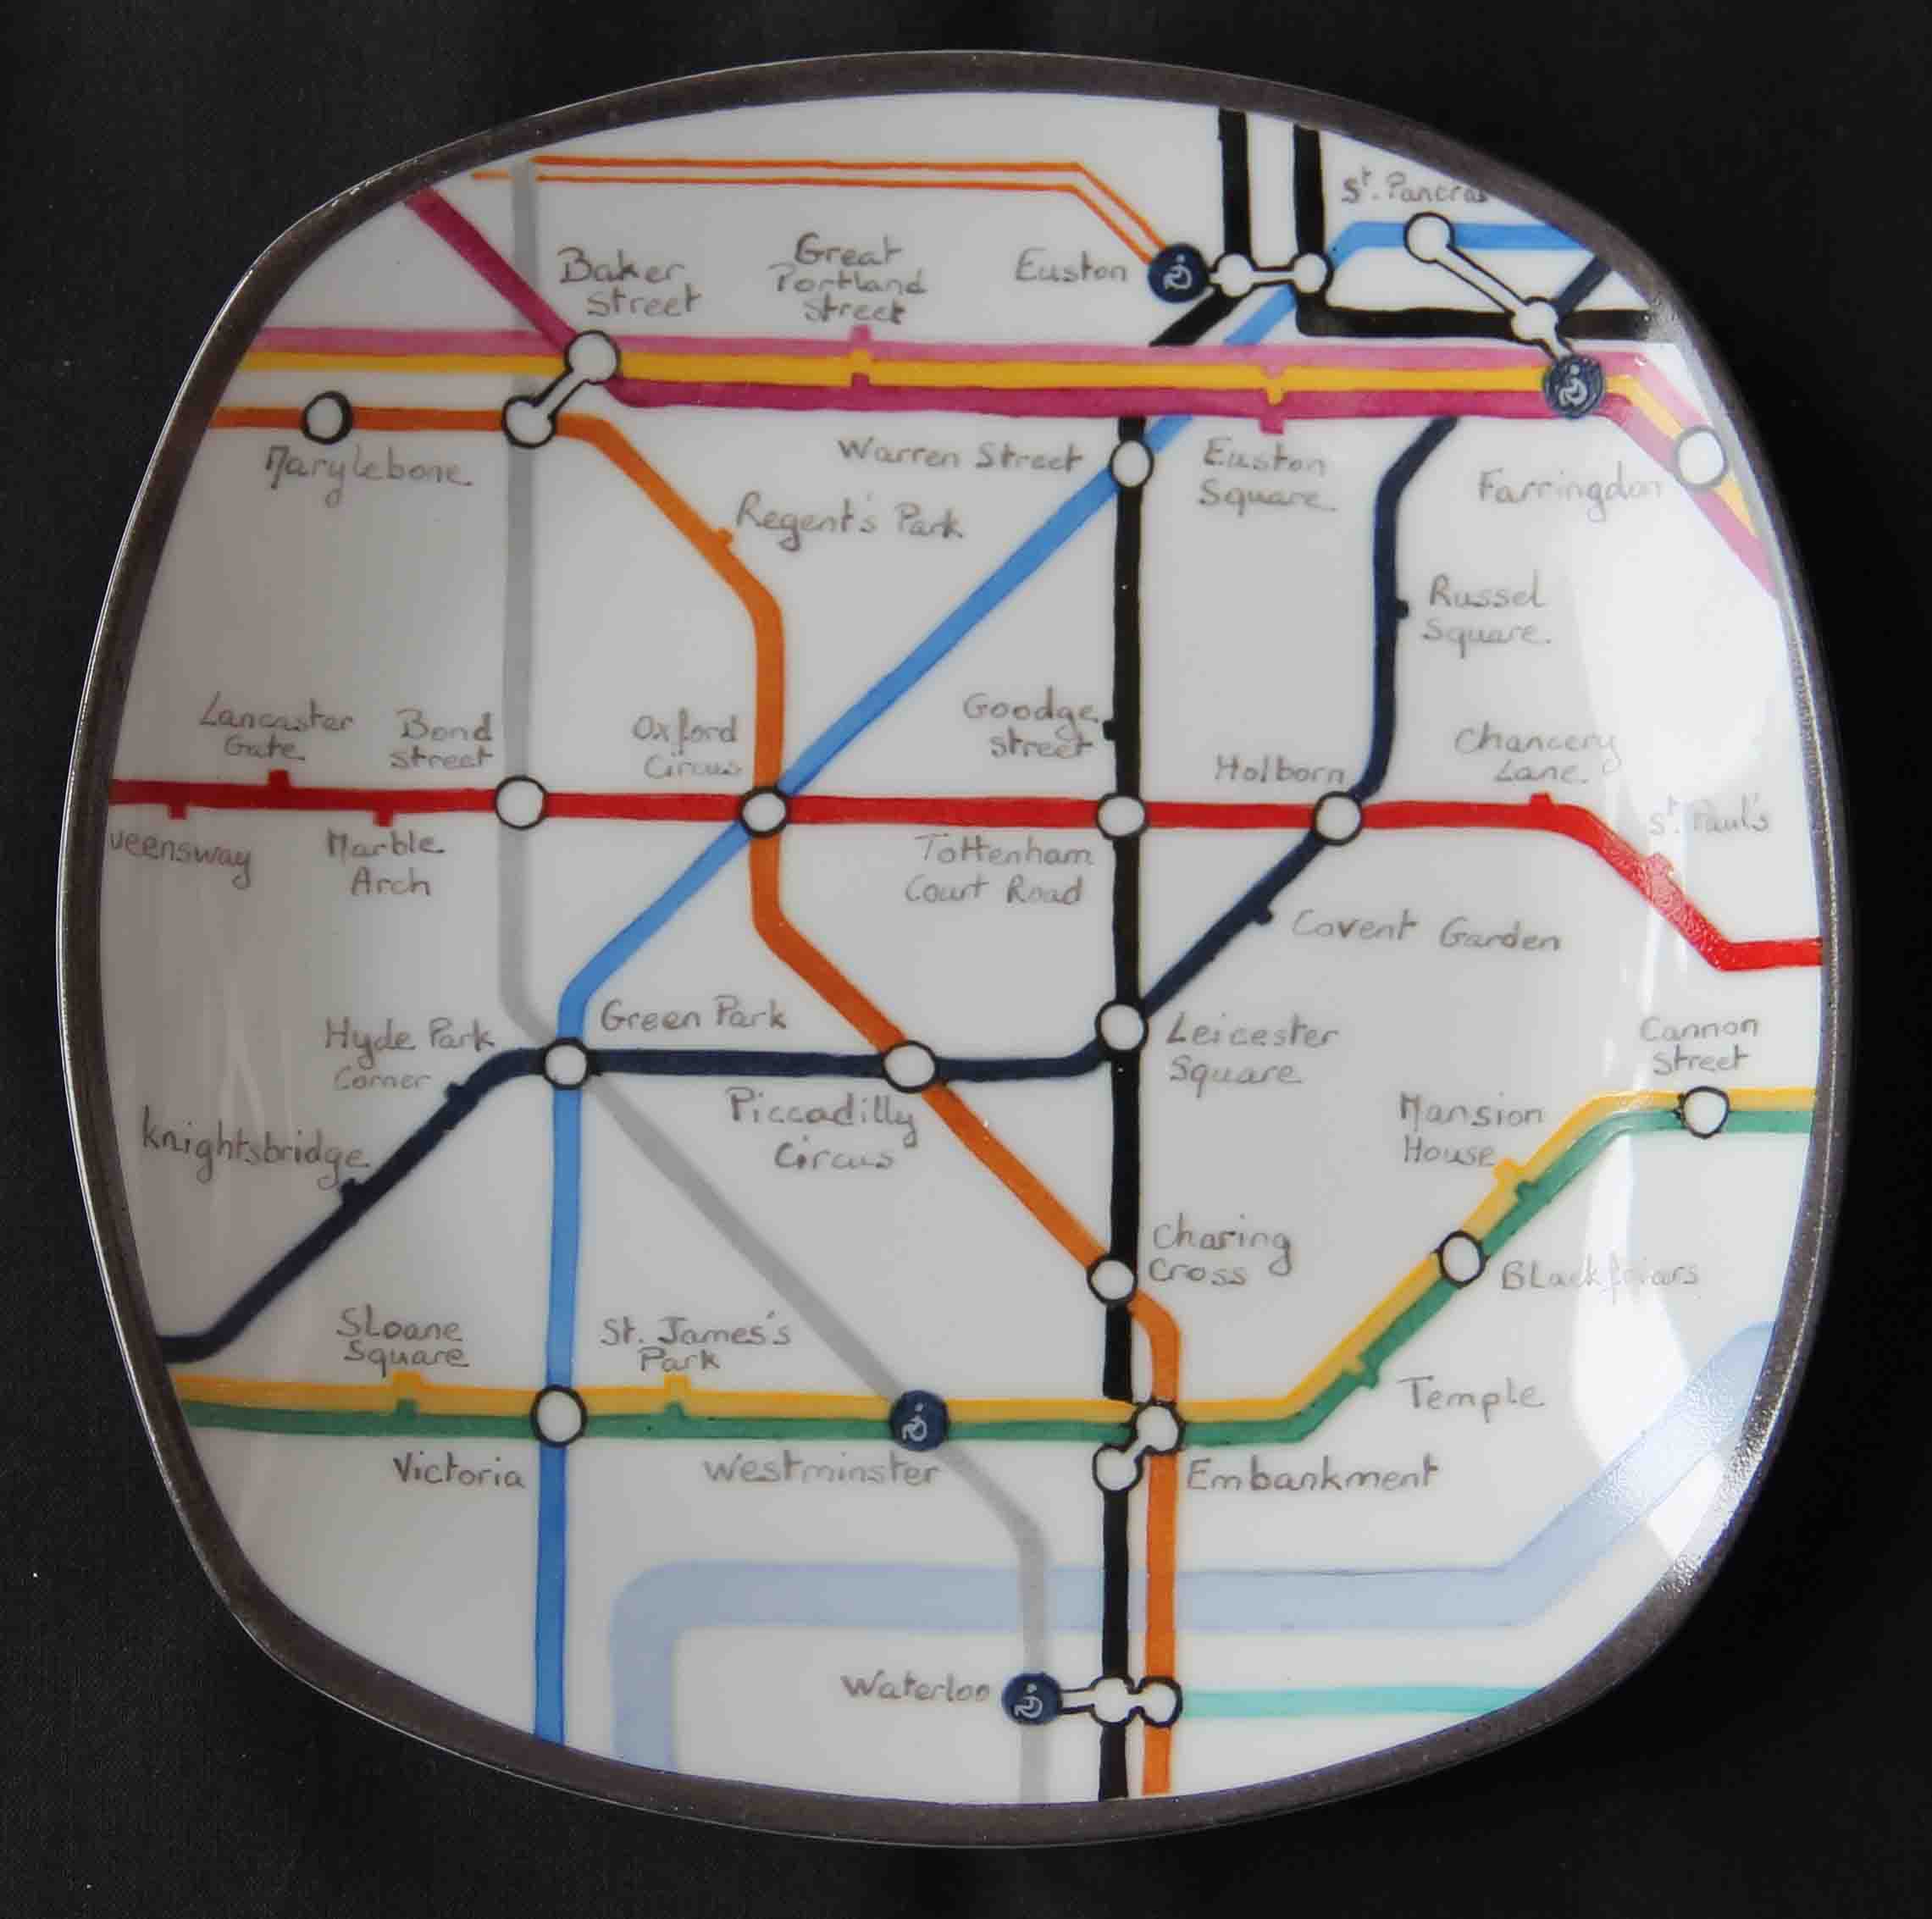 St. Pancras
Baker
Street
Great
Portland
Street
Euston
Marylebone
Warren Street
Euston
Square
Farringdon
Regent's Park
Russel
Square.
Lancaster
Gate
Bond
street
Oxford
Circus
Goodge
street
Holborn
Chancery
Lane.
St. Paul's
veensway
Marble
Arch
Tottenham
Court Road
Covent Garden
Hyde Park
Corner
Green Park
Leicester
Square
Cannon
Street
Knightsbridge
Piccadilly
Circus
Mansion
House
Charing
Cross
Blackfriars
Sloane
Square
St. James's
Park
Temple
Victoria
Westminster
Embankment
Waterloo